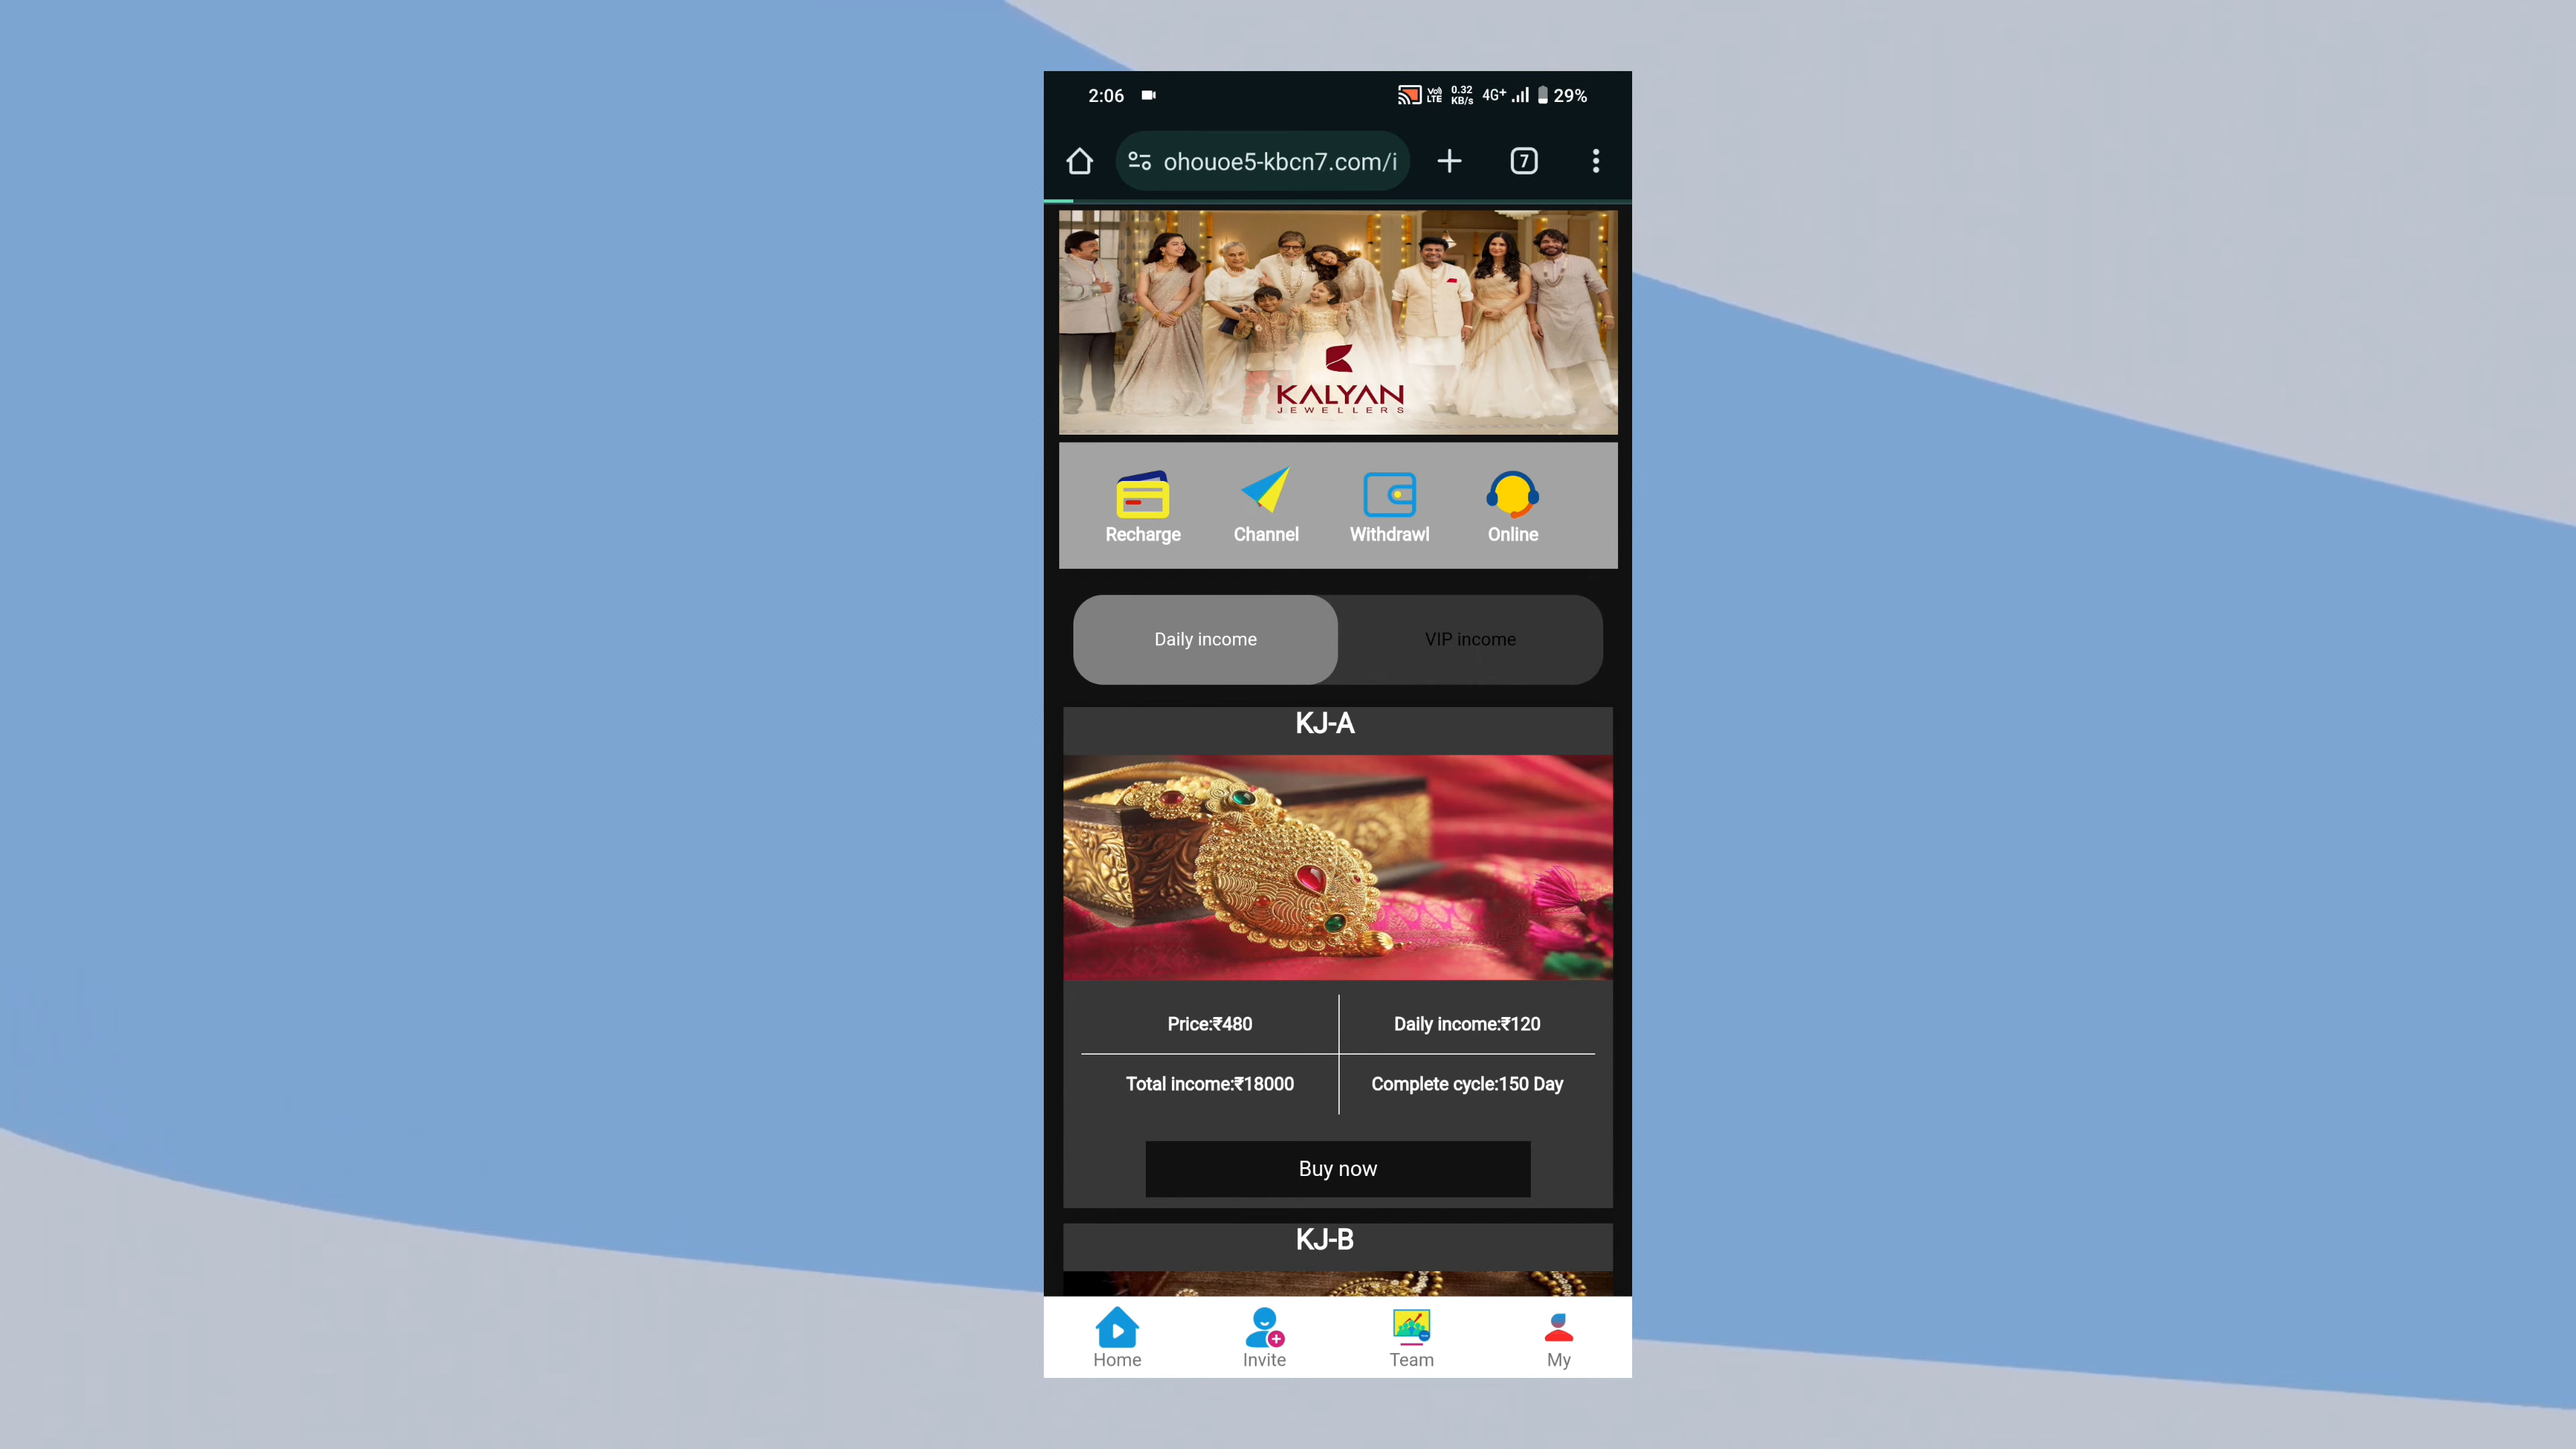 2:06
Vo)
LTE
0.32
KB/s
4G+
29%
ohouoe5-kbcn7.com/i
7
KALYAN
JEWELLERS
Recharge
Channel
Withdrawl
Online
Daily income
VIP income
KJ-A
Price:₹480
Daily income:₹120
Total income:₹18000
Complete cycle:150 Day
Buy now
KJ-B
Home
Invite
Team
My